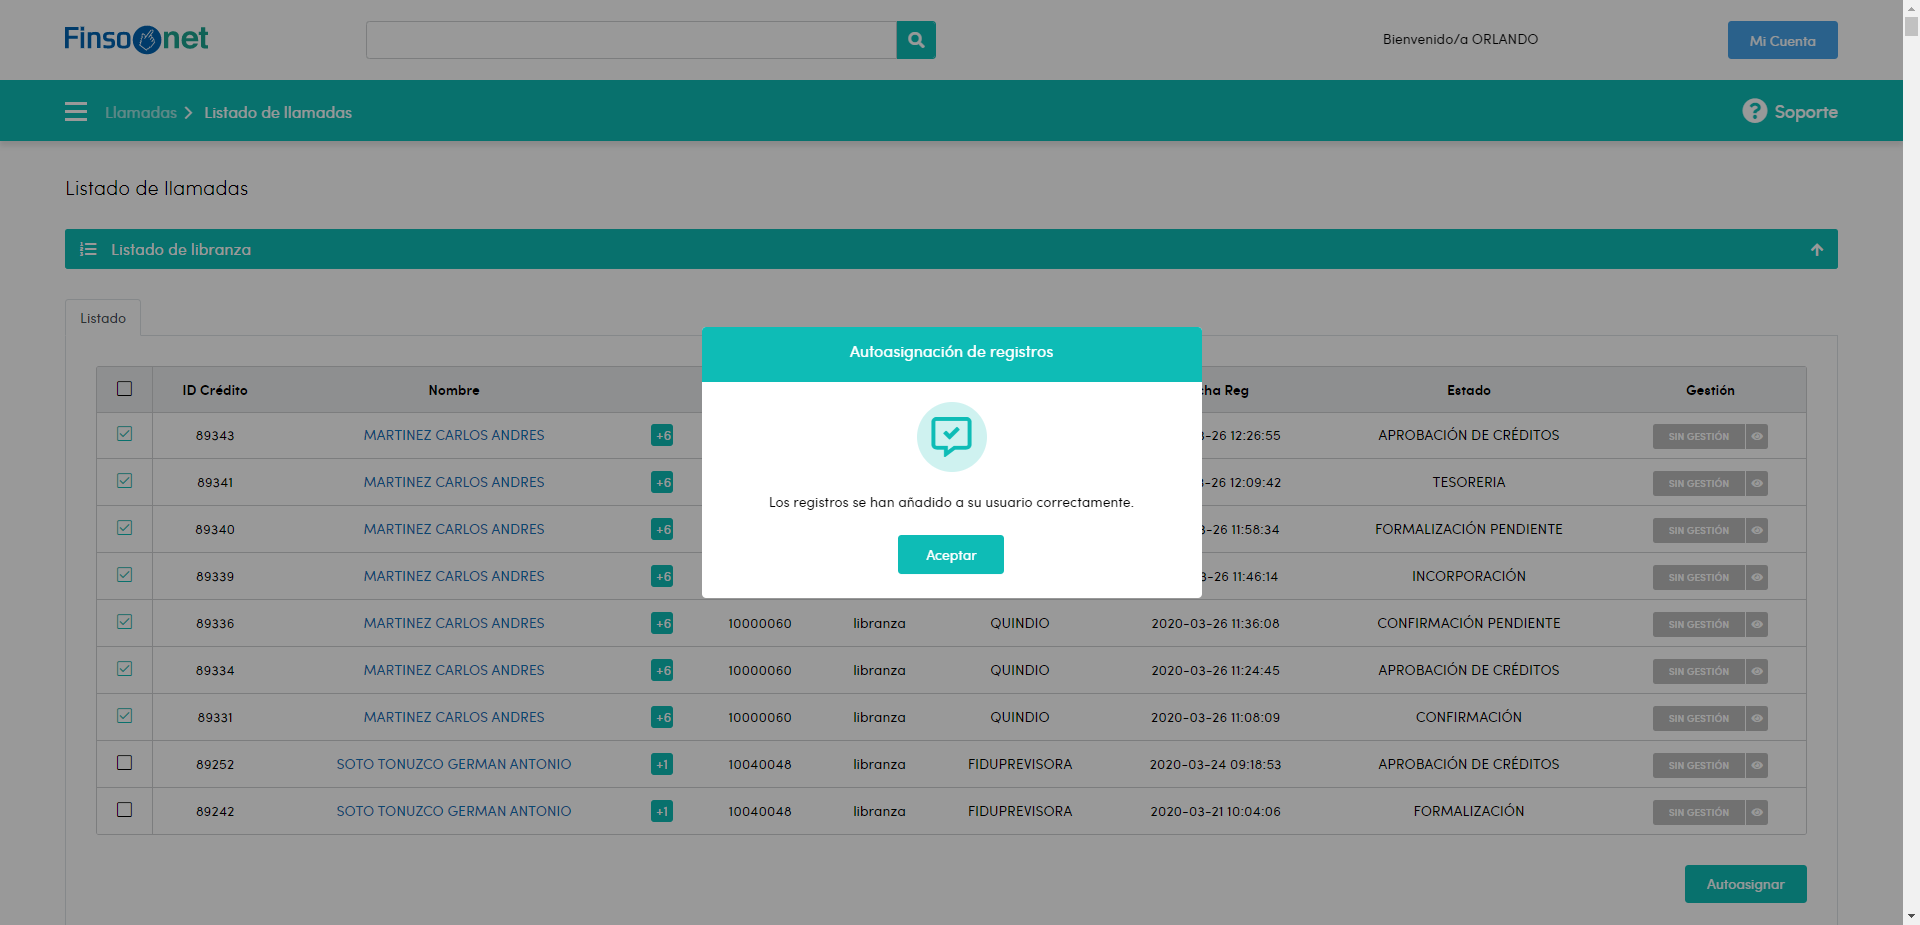 Finsonet
Bienvenido/a ORLANDO
Mi Cuenta
Llamadas > Listado de llamadas
? Soporte
Listado de llamadas
Listado de libranza
Listado
Autoasignación de registros
Los registros se han añadido a su usuario correctamente.
Aceptar
ID Crédito Nombre ha Reg Estado Gestión
89343 MARTINEZ CARLOS ANDRES +6 -26 12:26:55 APROBACIÓN DE CRÉDITOS SIN GESTIÓN
89341 MARTINEZ CARLOS ANDRES +6 -26 12:09:42 TESORERIA SIN GESTIÓN
89340 MARTINEZ CARLOS ANDRES +6 -26 11:58:34 FORMALIZACIÓN PENDIENTE SIN GESTIÓN
89339 MARTINEZ CARLOS ANDRES +6 -26 11:46:14 INCORPORACIÓN SIN GESTIÓN
89336 MARTINEZ CARLOS ANDRES +6 10000060 libranza QUINDIO 2020-03-26 11:36:08 CONFIRMACIÓN PENDIENTE SIN GESTIÓN
89334 MARTINEZ CARLOS ANDRES +6 10000060 libranza QUINDIO 2020-03-26 11:24:45 APROBACIÓN DE CRÉDITOS SIN GESTIÓN
89331 MARTINEZ CARLOS ANDRES +6 10000060 libranza QUINDIO 2020-03-26 11:08:09 CONFIRMACIÓN SIN GESTIÓN
89252 SOTO TONUZCO GERMAN ANTONIO +1 10040048 libranza FIDUPREVISORA 2020-03-24 09:18:53 APROBACIÓN DE CRÉDITOS SIN GESTIÓN
89242 SOTO TONUZCO GERMAN ANTONIO +1 10040048 libranza FIDUPREVISORA 2020-03-21 10:04:06 FORMALIZACIÓN SIN GESTIÓN
Autoasignar